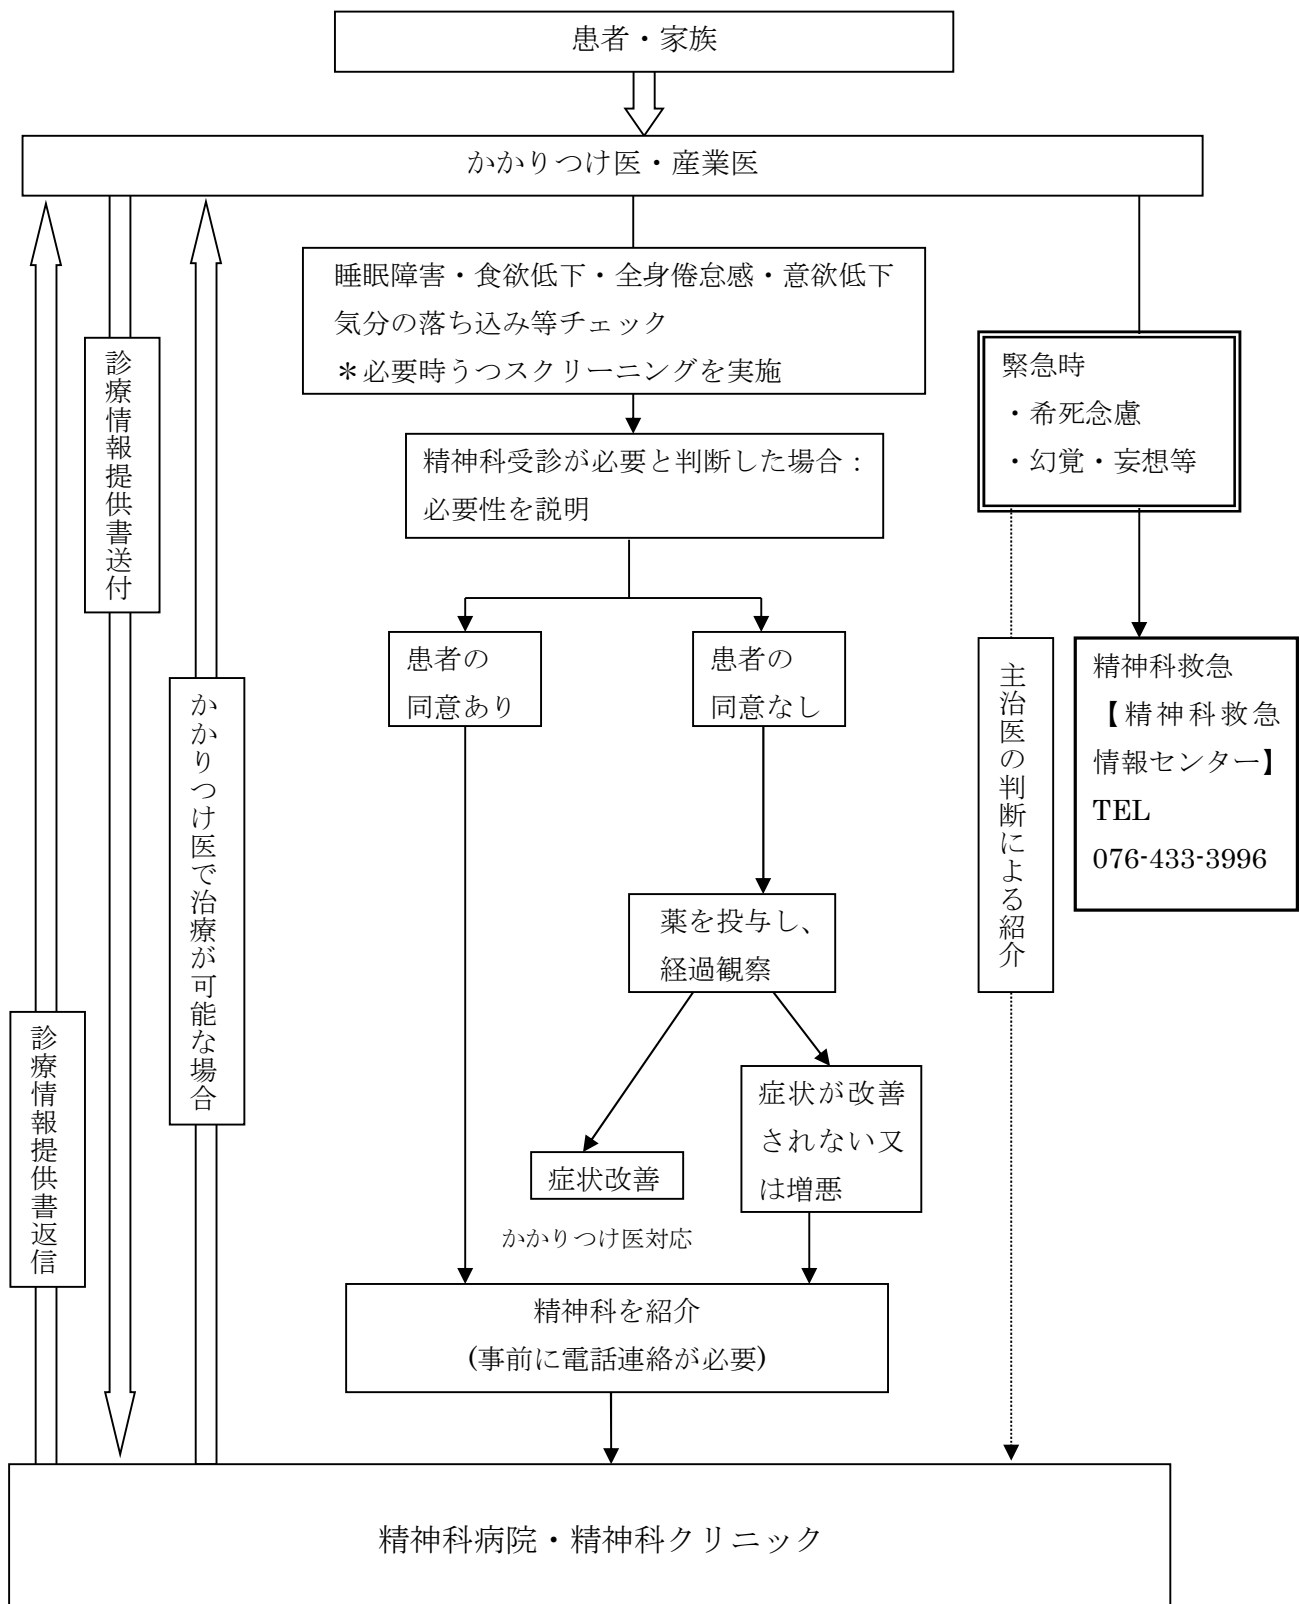 患者・家族
かかりつけ医・産業医
睡眠障害・食欲低下・全身倦怠感・意欲低下
気分の落ち込み等チェック
＊必要時うつスクリーニングを実施
緊急時
・希死念慮
・幻覚・妄想等
診療情報提供書送付
精神科受診が必要と判断した場合：
必要性を説明
患者の
同意あり
患者の
同意なし
主治医の判断による紹介
精神科救急
【精神科救急
情報センター】
TEL
076-433-3996
かかりつけ医で治療が可能な場合
薬を投与し、
経過観察
診療情報提供書返信
症状改善
かかりつけ医対応
症状が改善
されない又
は増悪
精神科を紹介
(事前に電話連絡が必要)
精神科病院・精神科クリニック